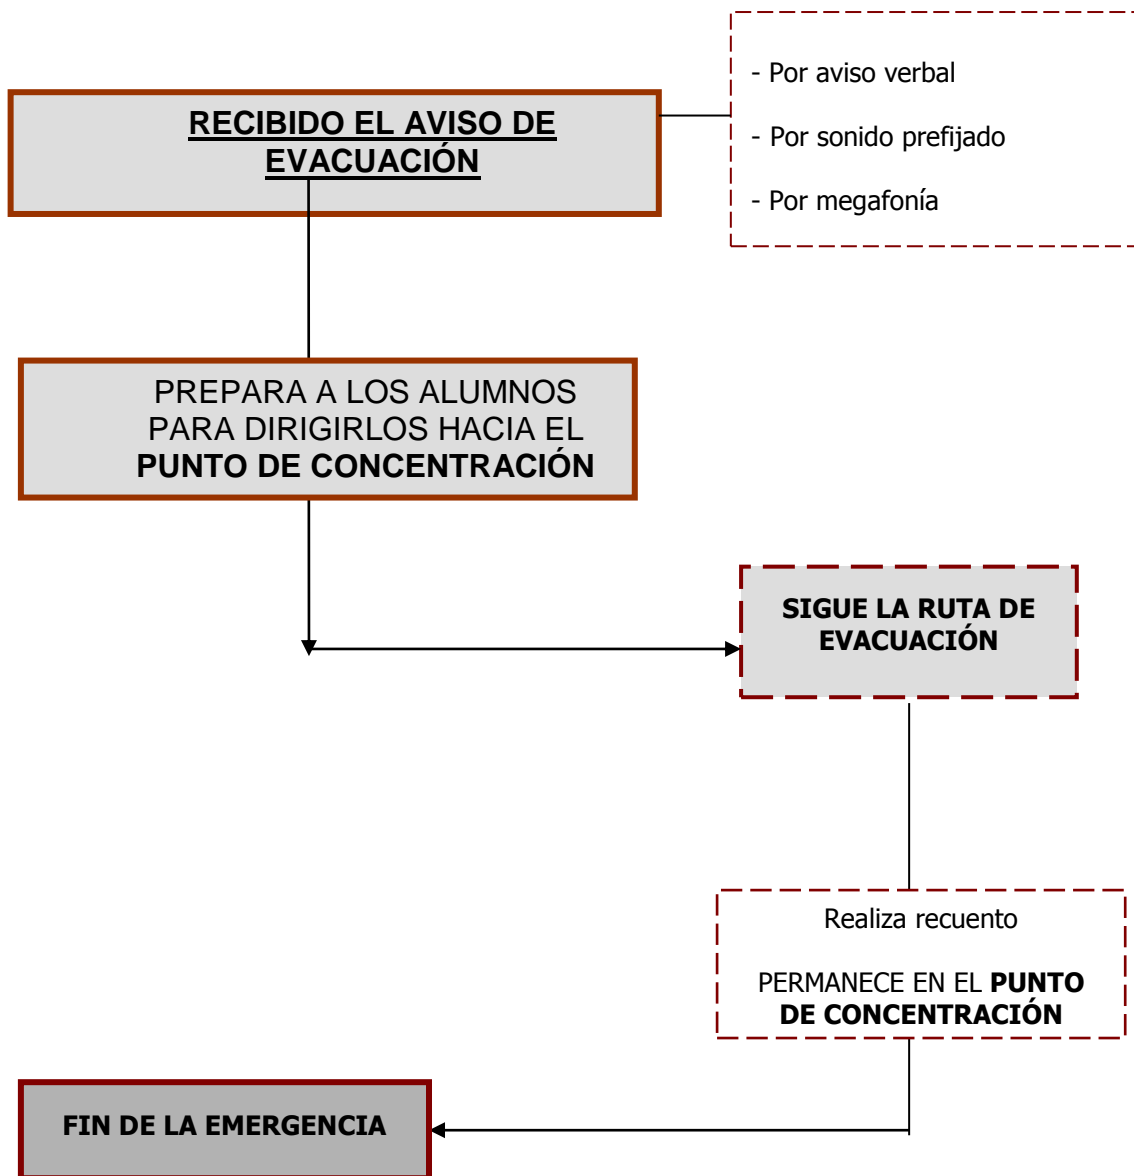 RECIBIDO EL AVISO DE
EVACUACIÓN
- Por aviso verbal
- Por sonido prefijado
- Por megafonía
PREPARA A LOS ALUMNOS
PARA DIRIGIRLOS HACIA EL
PUNTO DE CONCENTRACIÓN
SIGUE LA RUTA DE
EVACUACIÓN
Realiza recuento
PERMANECE EN EL PUNTO
DE CONCENTRACIÓN
FIN DE LA EMERGENCIA